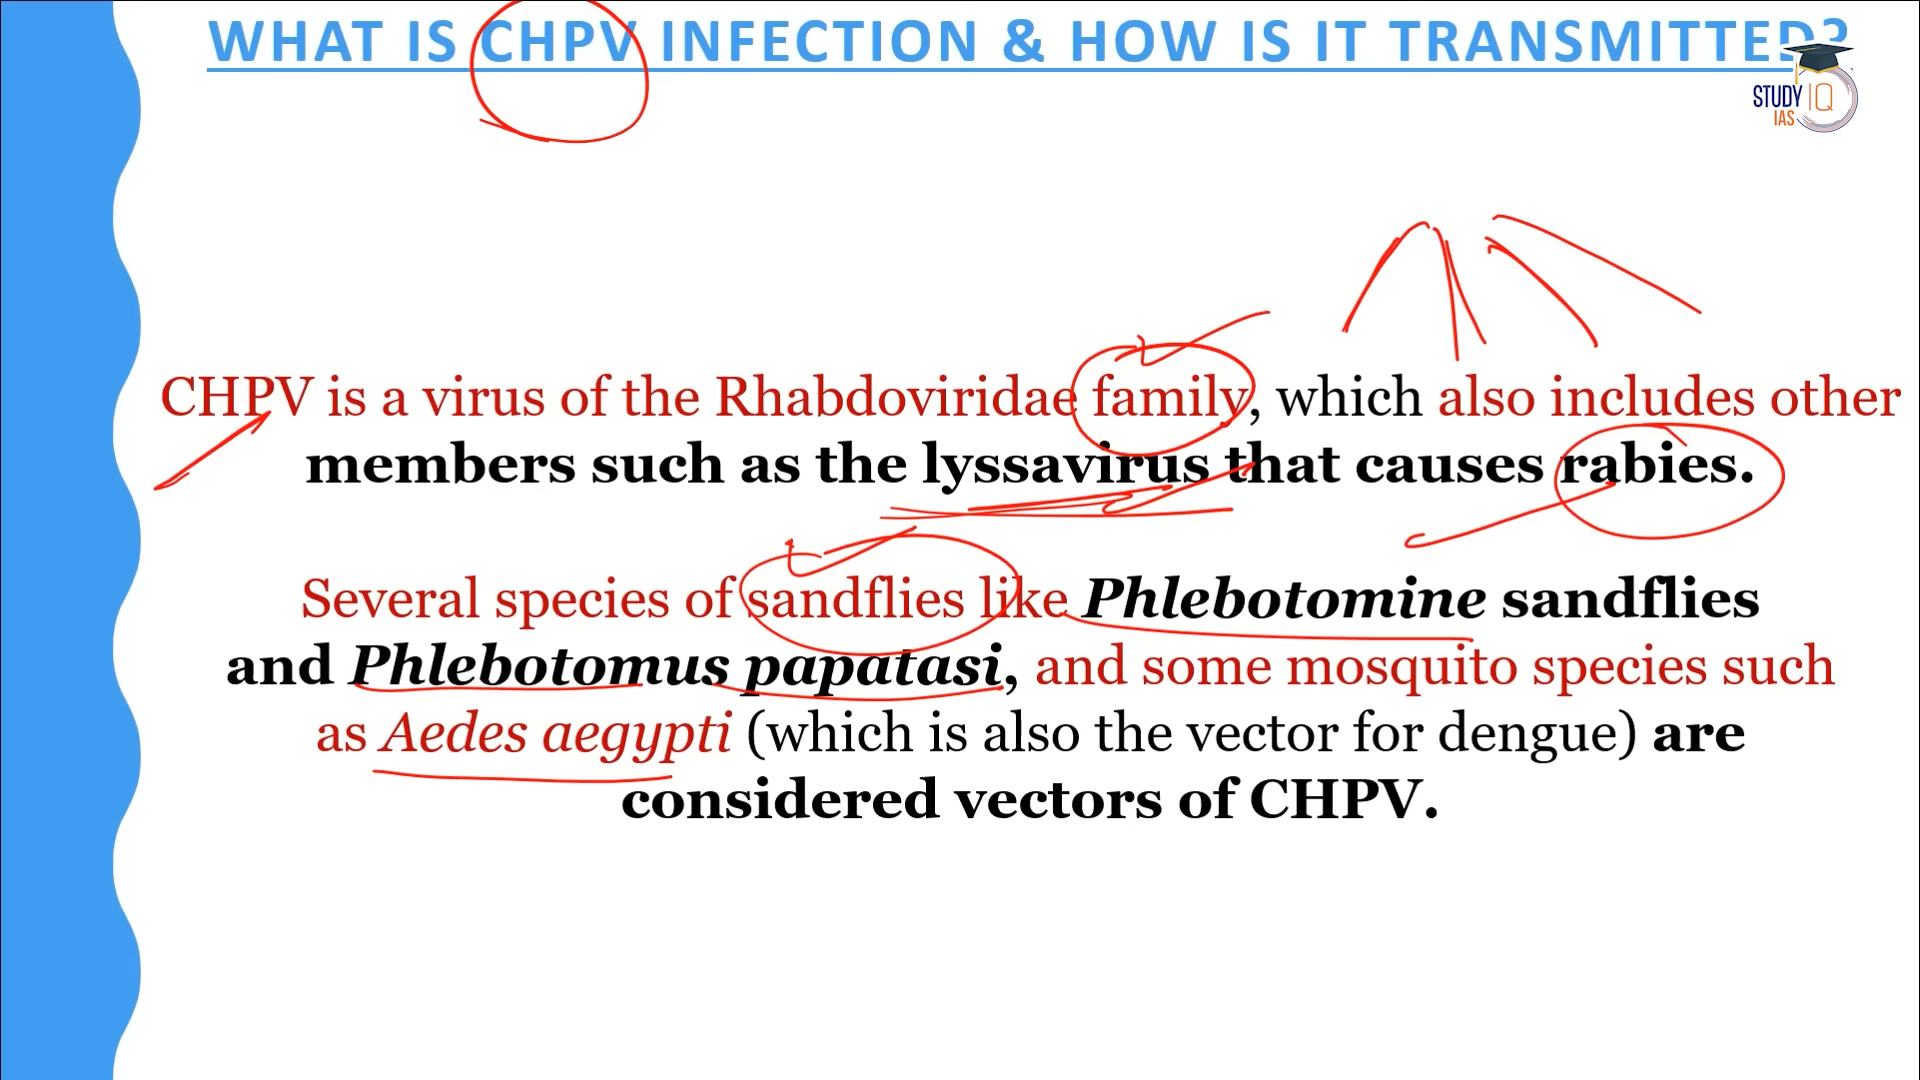 WHAT IS CHPV INFECTION & HOW IS IT TRANSMITTED?
STUDY IQ
IAS
CHPV is a virus of the Rhabdoviridae family, which also includes other
members such as the lyssavirus that causes rabies.
Several species of sandflies like Phlebotomine sandflies
and Phlebotomus papatasi, and some mosquito species such
as Aedes aegypti (which is also the vector for dengue) are
considered vectors of CHPV.